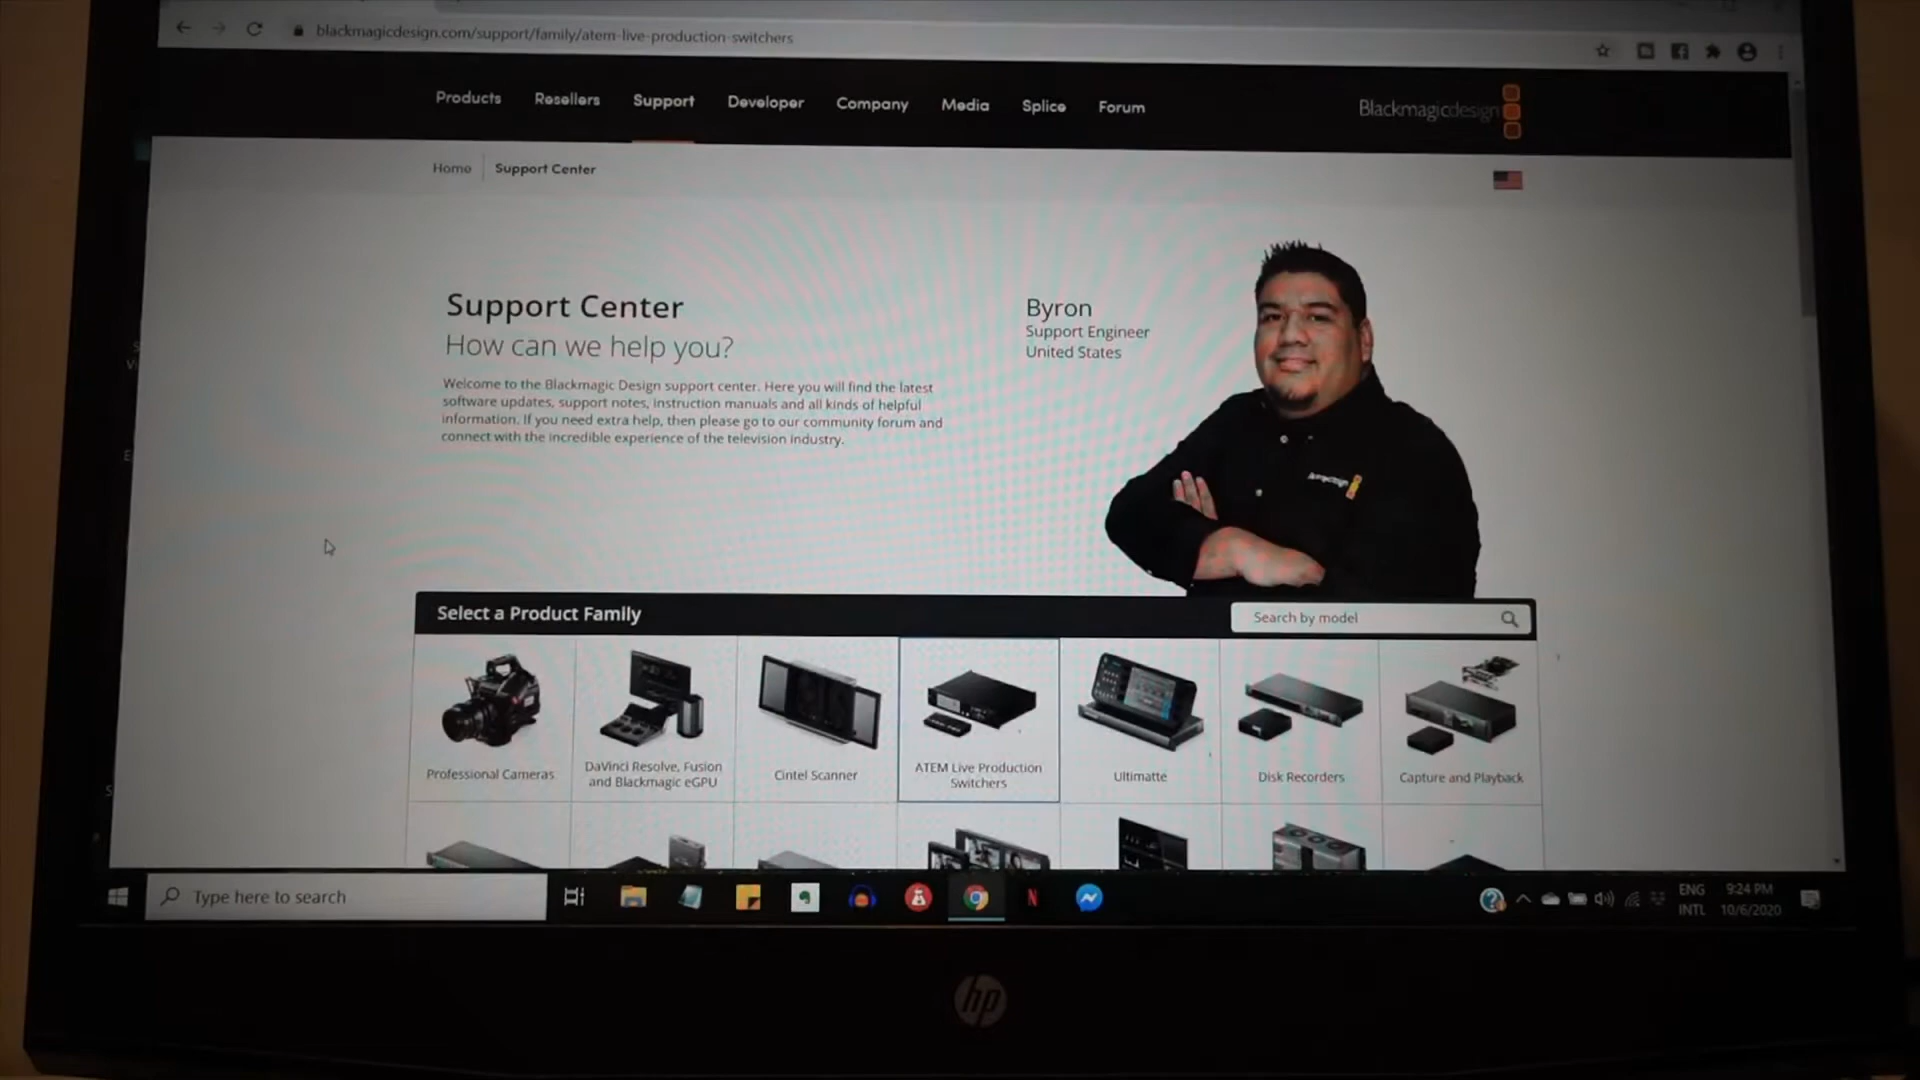 blackmagicdesign.com/support/family/atem-live-production-switchers
Products Resellers Support Developer Company Media Splice Forum
Blackmagicdesign
Home Support Center
Support Center
How can we help you?
Welcome to the Blackmagic Design support center. Here you will find the latest
software updates, support notes, instruction manuals and all kinds of helpful
information. If you need extra help, then please go to our community forum and
connect with the incredible experience of the television industry.
Byron
Support Engineer
United States
Select a Product Family
Search by model
Professional Cameras
DaVinci Resolve, Fusion
and Blackmagic eGPU
Cintel Scanner
ATEM Live Production
Switchers
Ultimatte
Disk Recorders
Capture and Playback
Type here to search
ENG
INTL
9:24 PM
10/6/2020
hp